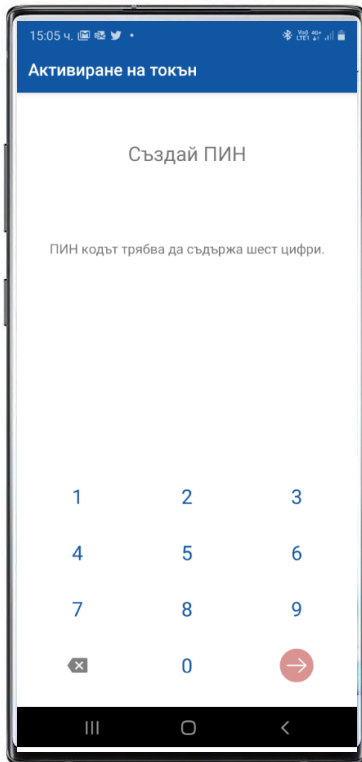 15:05 ч.
Активиране на токън
Създай ПИН
ПИН кодът трябва да съдържа шест цифри.
1 2 3
4 5 6
7 8 9
0